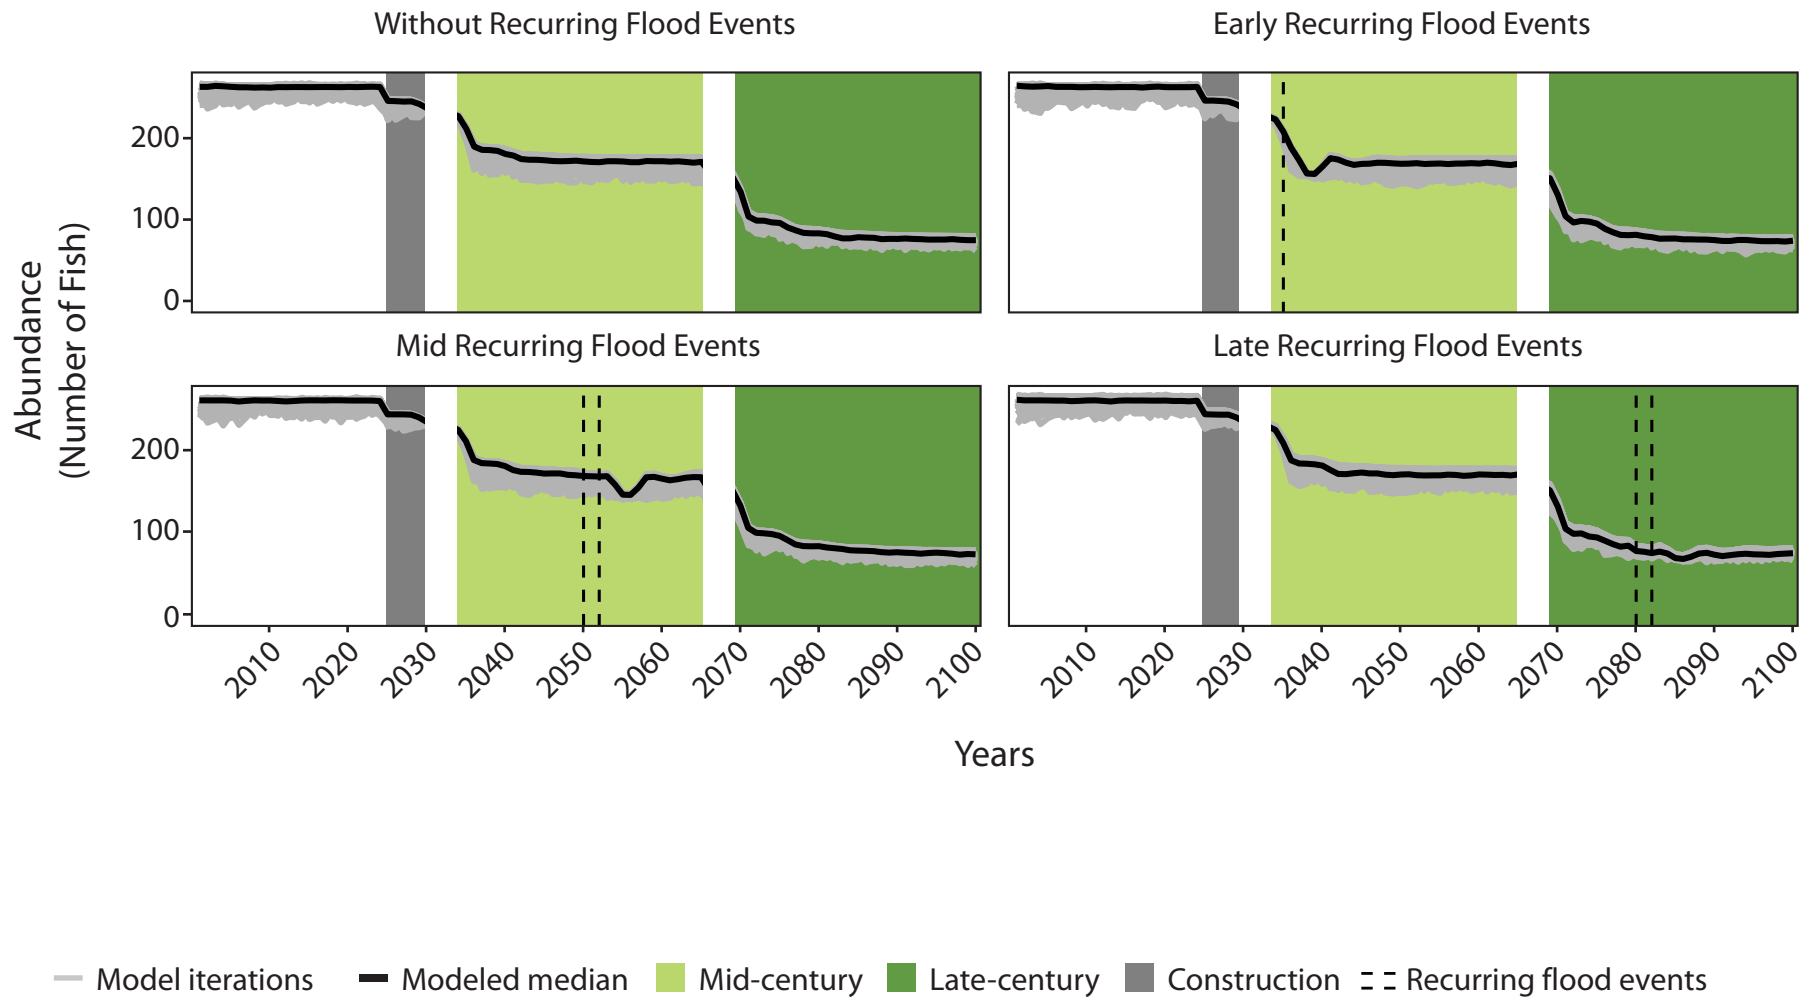 Without Recurring Flood Events
Early Recurring Flood Events
200
100
0
Mid Recurring Flood Events
Late Recurring Flood Events
200
100
0
Abundance
(Number of Fish)
2010 2020 2030 2040 2050 2060 2070 2080 2090 2100
2010 2020 2030 2040 2050 2060 2070 2080 2090 2100
Years
Model iterations Modeled median Mid-century Late-century Construction Recurring flood events